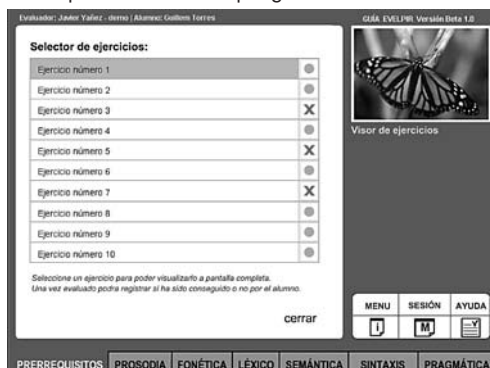 Evaluador: Javier Yañez - demo | Alumno: Guillem Torres
GUÍA EVELPIR Versión Beta 1.0
Selector de ejercicios:
Ejercicio número 1
Ejercicio número 2
Ejercicio número 3 X
Ejercicio número 4
Ejercicio número 5 X
Ejercicio número 6
Ejercicio número 7 X
Ejercicio número 8
Ejercicio número 9
Ejercicio número 10
Seleccione un ejercicio para poder visualizarlo a pantalla completa.
Una vez evaluado podra registrar si ha sido conseguido o no por el alumno.
cerrar
Visor de ejercicios
MENU SESIÓN AYUDA
i M
PRERREQUISITOS PROSODIA FONÉTICA LÉXICO SEMÁNTICA SINTAXIS PRAGMÁTICA